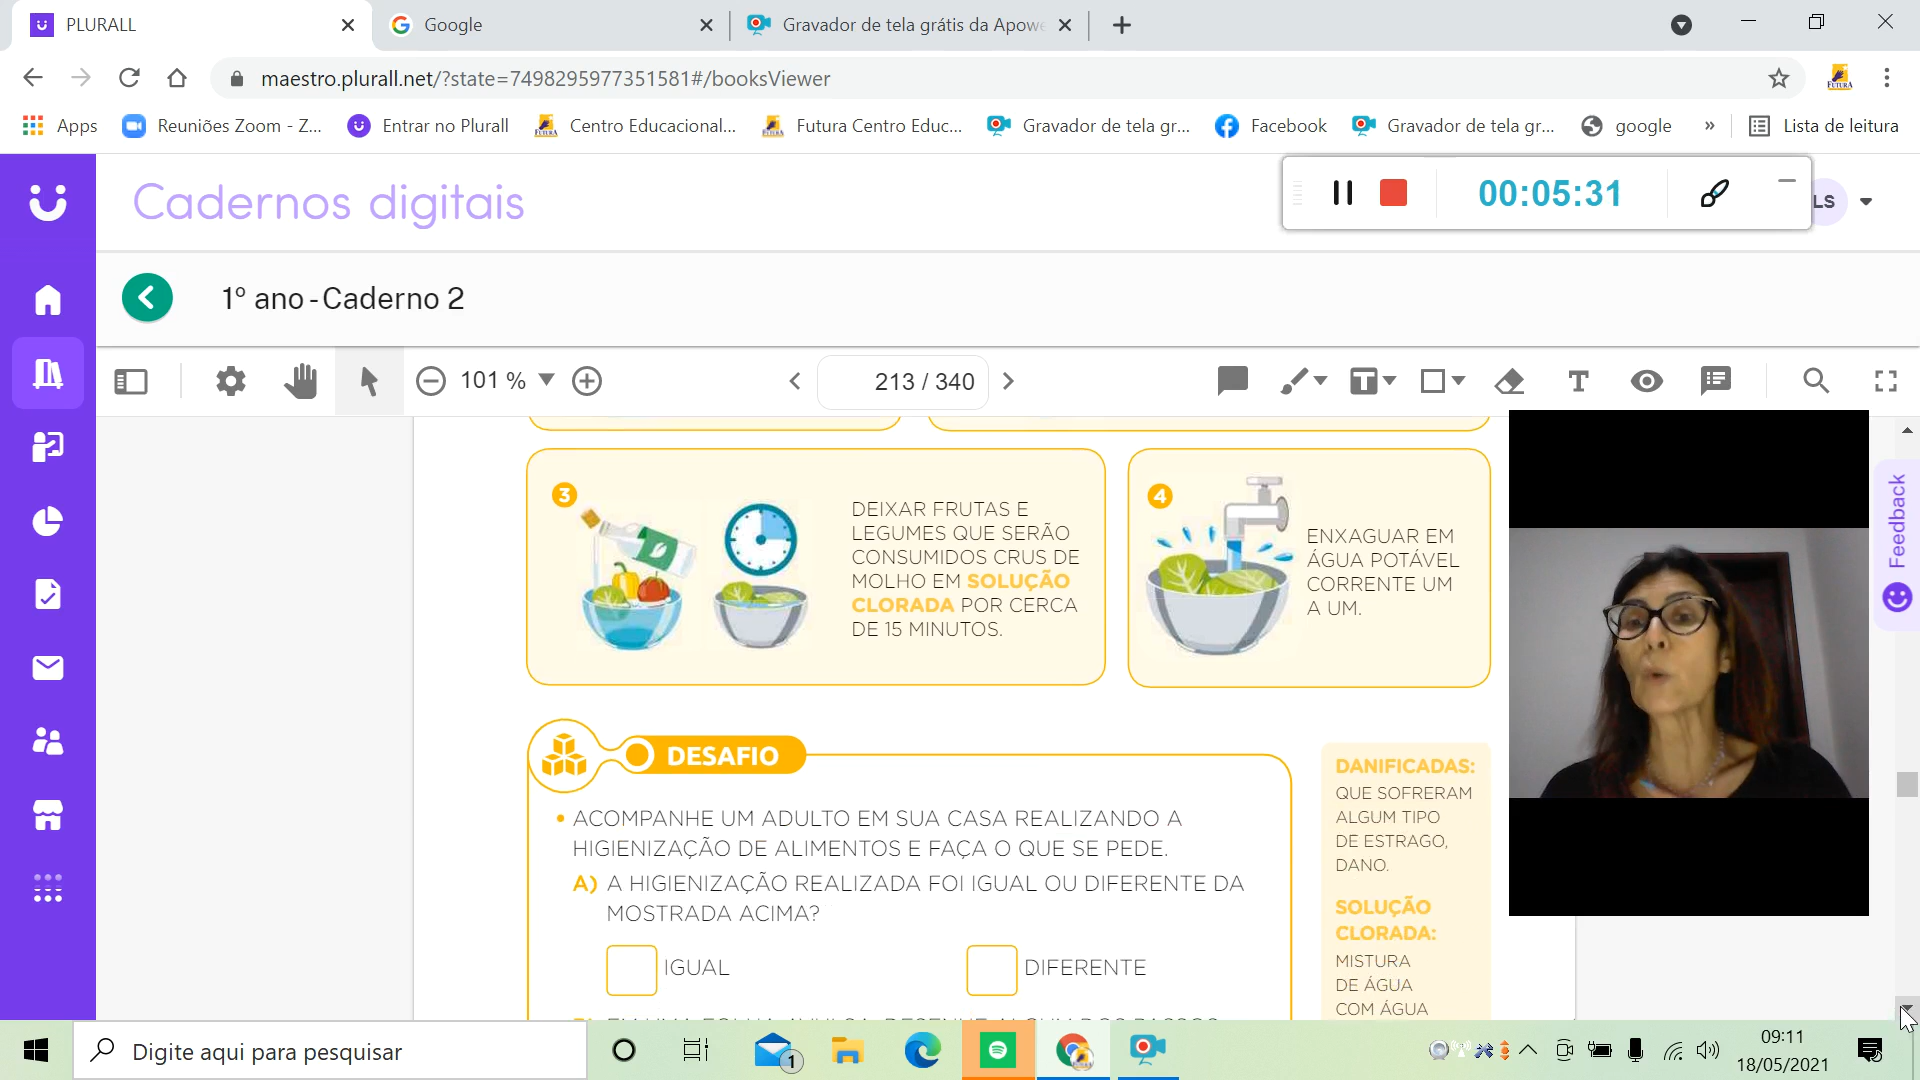 PLURALL
Google
Gravador de tela grátis da Apowe
maestro.plurall.net/?state=7498295977351581#/booksViewer
Apps
Reuniões Zoom - Z...
Entrar no Plurall
Centro Educacional...
Futura Centro Educ...
Gravador de tela gr...
Facebook
Gravador de tela gr...
google
»
Lista de leitura
Cadernos digitais
00:05:31
LS
1º ano - Caderno 2
101 %
213 / 340
3
DEIXAR FRUTAS E
LEGUMES QUE SERÃO
CONSUMIDOS CRUS DE
MOLHO EM SOLUÇÃO
CLORADA POR CERCA
DE 15 MINUTOS.
4
ENXAGUAR EM
ÁGUA POTÁVEL
CORRENTE UM
A UM.
Feedback
DESAFIO
• ACOMPANHE UM ADULTO EM SUA CASA REALIZANDO A
HIGIENIZAÇÃO DE ALIMENTOS E FAÇA O QUE SE PEDE.
A) A HIGIENIZAÇÃO REALIZADA FOI IGUAL OU DIFERENTE DA
MOSTRADA ACIMA?
IGUAL
DIFERENTE
DANIFICADAS:
QUE SOFRERAM
ALGUM TIPO
DE ESTRAGO,
DANO.
SOLUÇÃO
CLORADA:
MISTURA
DE ÁGUA
COM ÁGUA
Digite aqui para pesquisar
1
09:11
18/05/2021